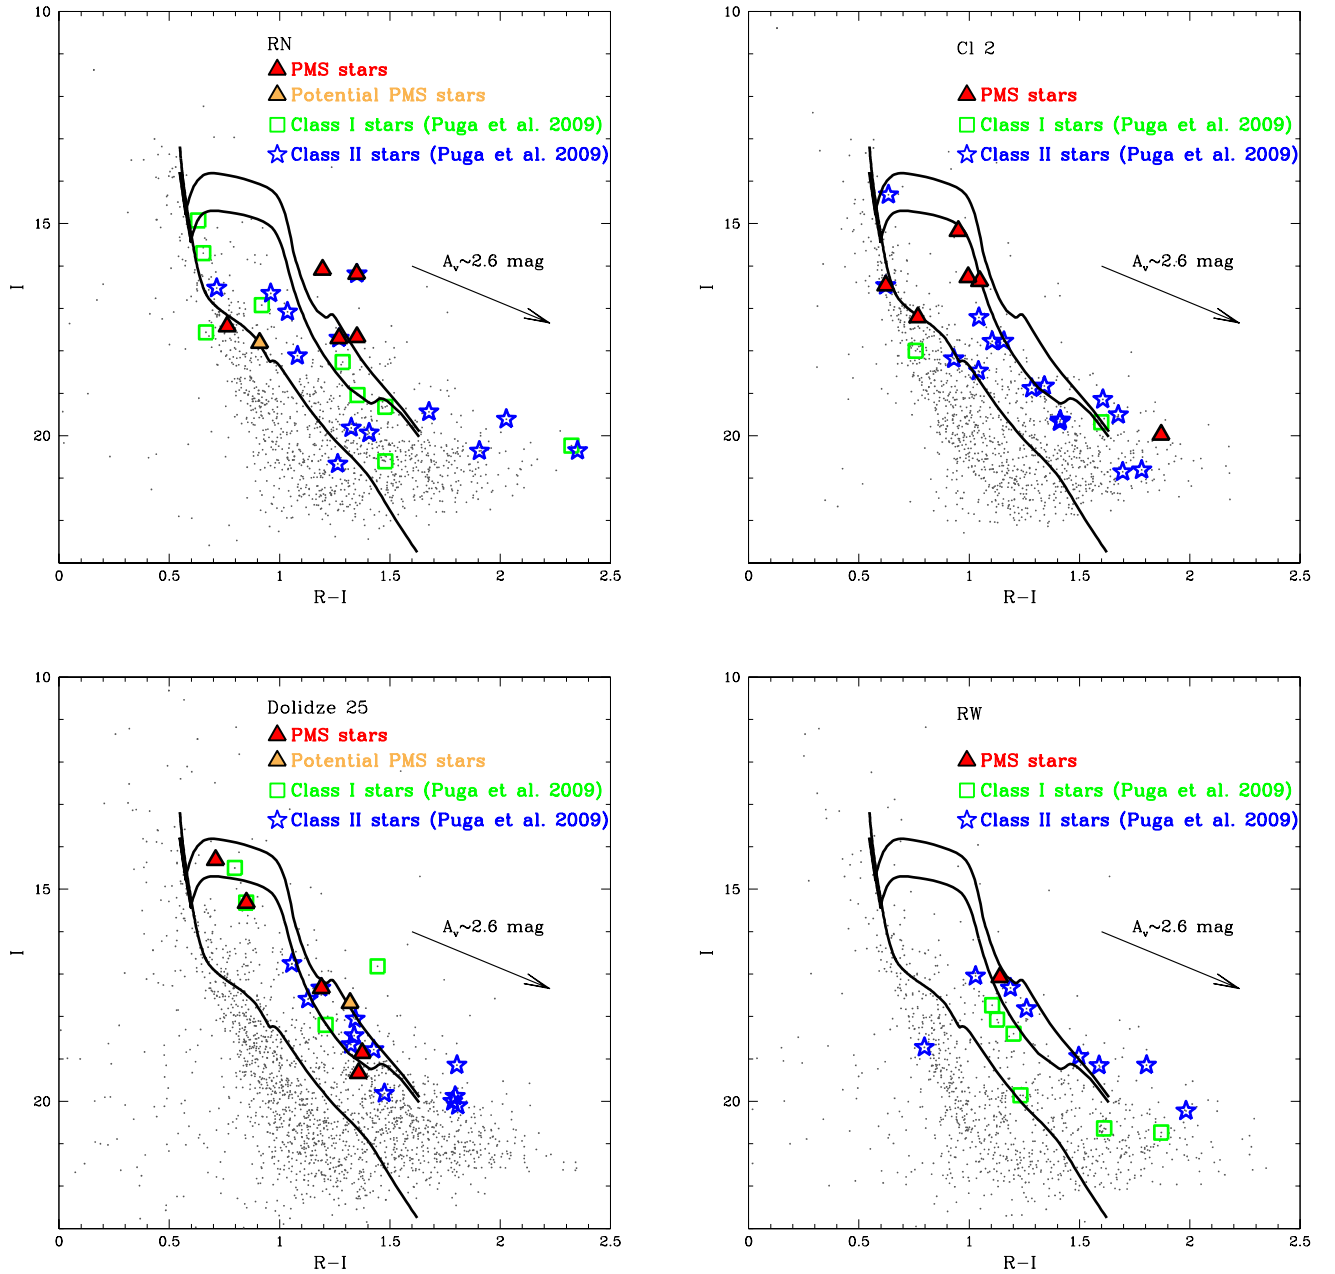 10
15
20
I
RN
PMS stars
Potential PMS stars
Class I stars (Puga et al. 2009)
Class II stars (Puga et al. 2009)
Av~2.6 mag
0 0.5 1 1.5 2 2.5
R-I
10
15
20
I
Cl 2
PMS stars
Class I stars (Puga et al. 2009)
Class II stars (Puga et al. 2009)
Av~2.6 mag
0 0.5 1 1.5 2 2.5
R-I
10
15
20
I
Dolidze 25
PMS stars
Potential PMS stars
Class I stars (Puga et al. 2009)
Class II stars (Puga et al. 2009)
Av~2.6 mag
0 0.5 1 1.5 2 2.5
R-I
10
15
20
I
RW
PMS stars
Class I stars (Puga et al. 2009)
Class II stars (Puga et al. 2009)
Av~2.6 mag
0 0.5 1 1.5 2 2.5
R-I